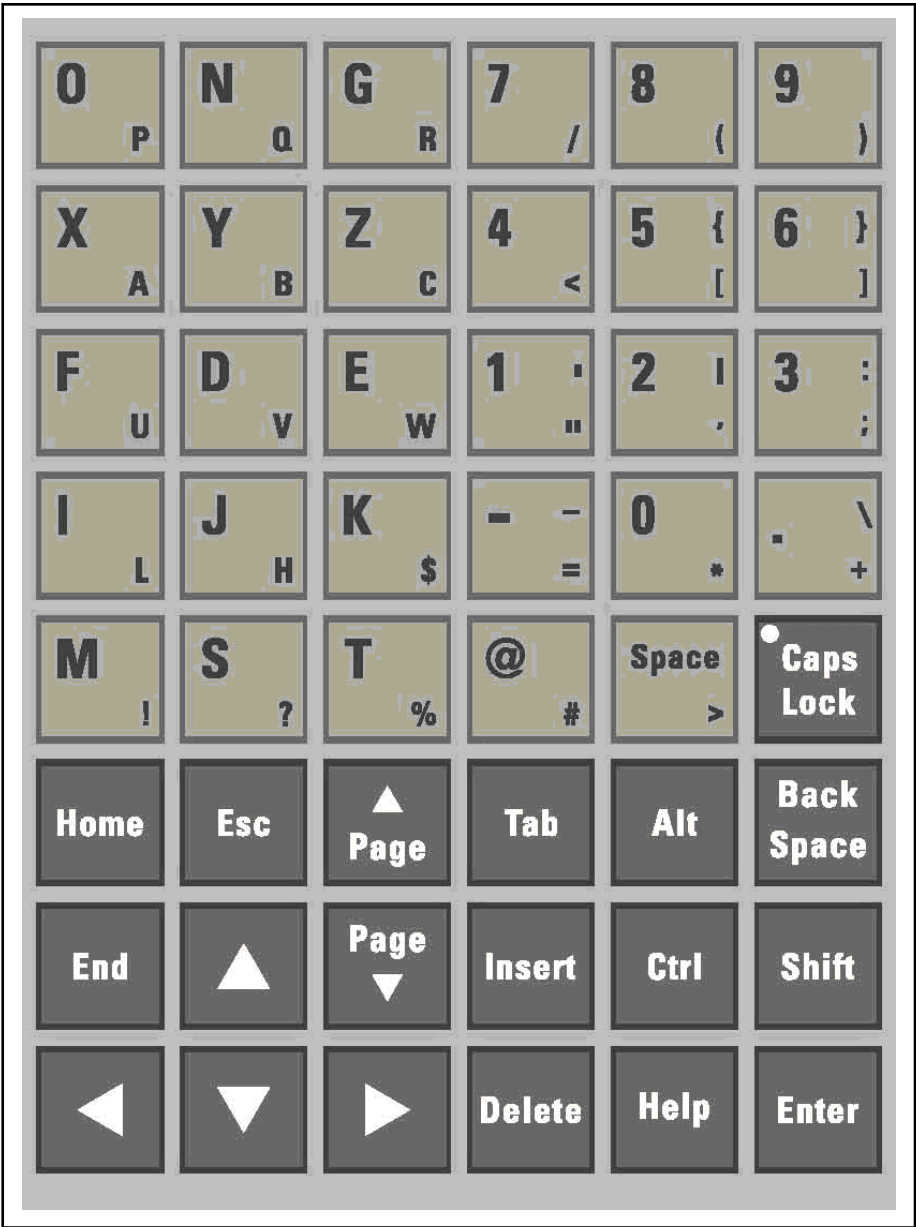 O N G 7 8 9
P Q R / ( )
X Y Z 4 5 { 6 }
A B C < [ ]
F D E 1 ' 2 | 3 :
U V W " , ;
I J K - _ 0 . \
L H $ = * +
M S T @ Space Caps Lock
! ? % # >
Home Esc Page Tab Alt Back Space
End Page Insert Ctrl Shift
Delete Help Enter